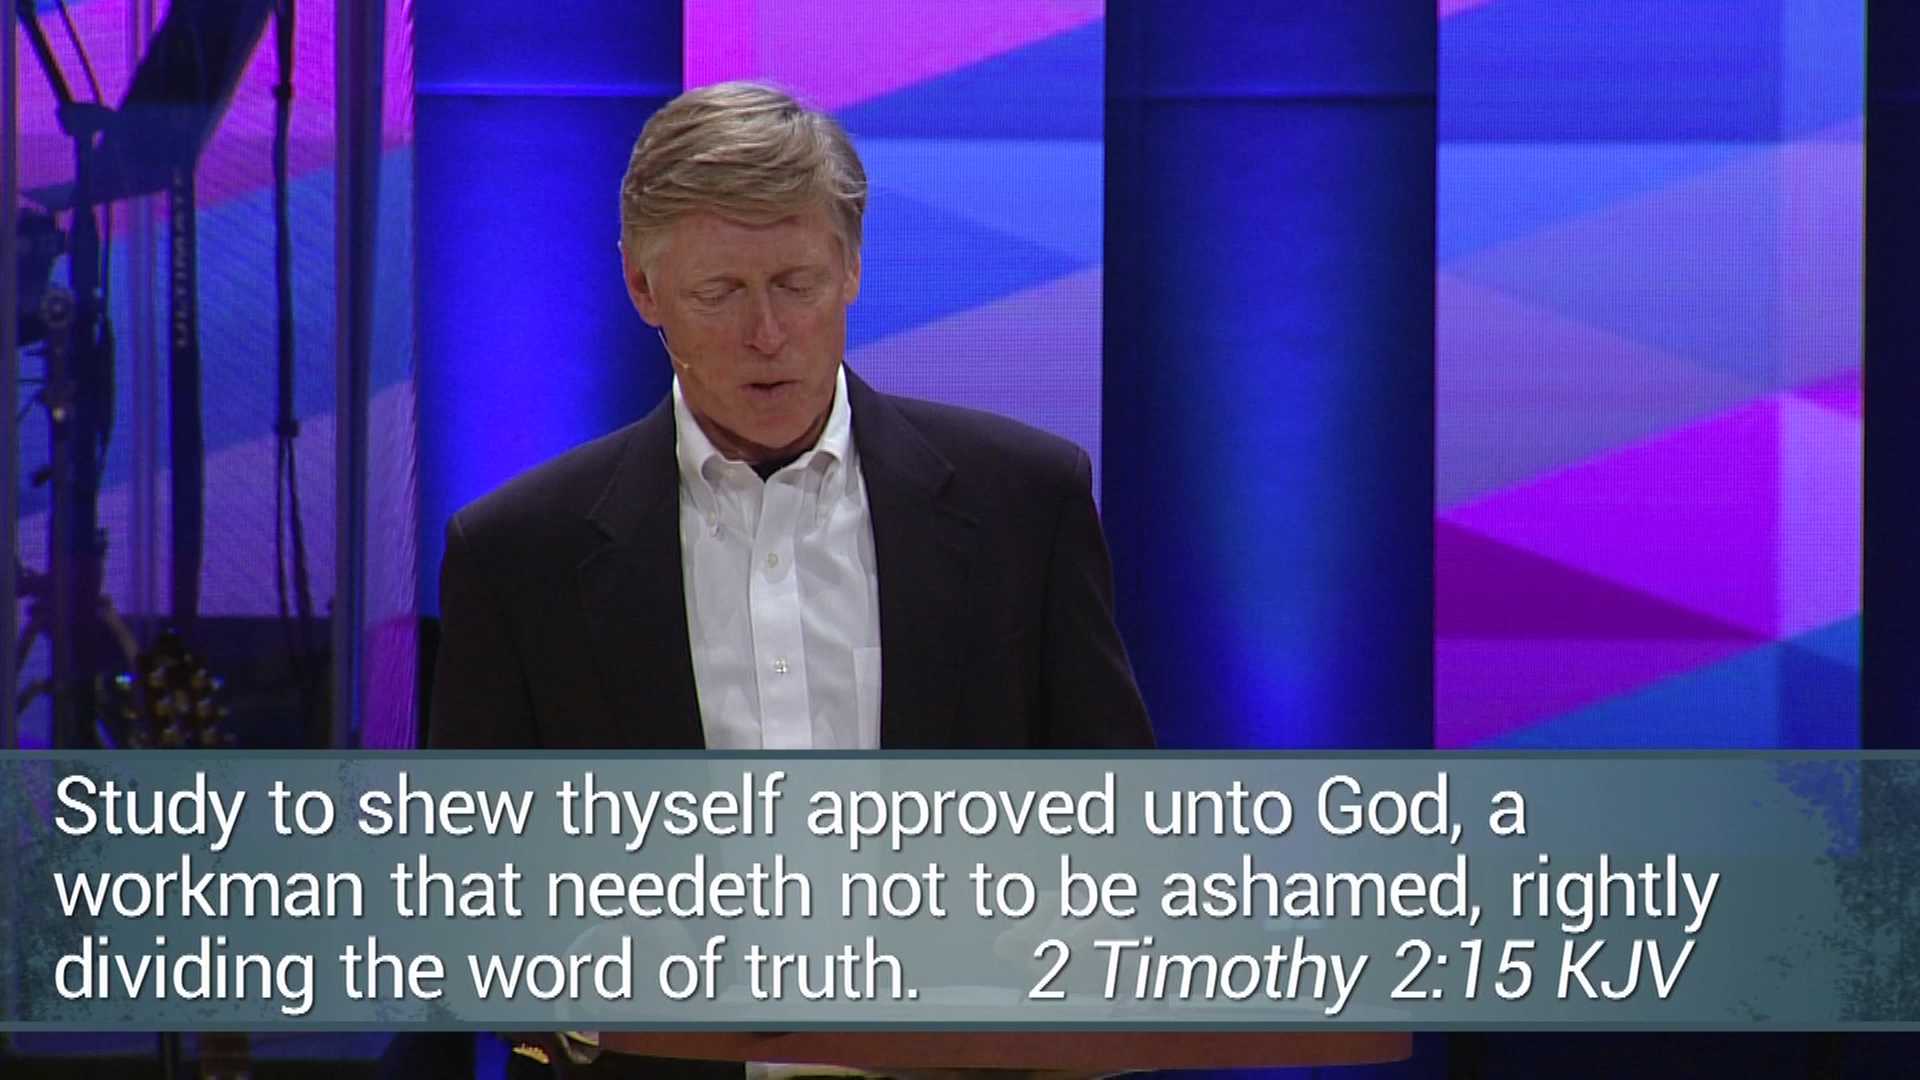 ULTIMATE
Study to shew thyself approved unto God, a
workman that needeth not to be ashamed, rightly
dividing the word of truth. 2 Timothy 2:15 KJV